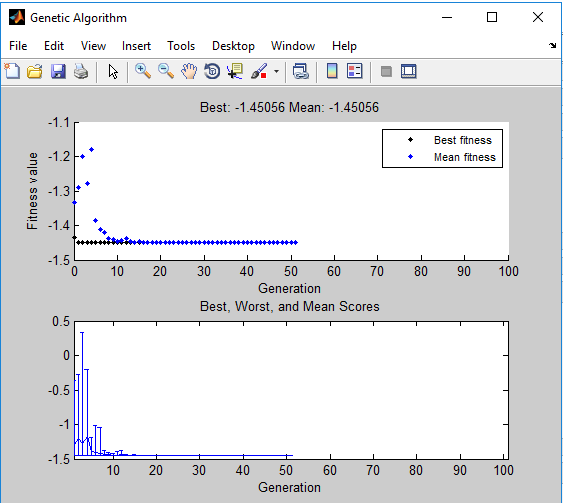 Genetic Algorithm
File Edit View Insert Tools Desktop Window Help
Best: -1.45056 Mean: -1.45056
-1.1
-1.2
-1.3
-1.4
-1.5
Fitness value
Best fitness
Mean fitness
0 10 20 30 40 50 60 70 80 90 100
Generation
Best, Worst, and Mean Scores
0.5
0
-0.5
-1
-1.5
10 20 30 40 50 60 70 80 90 100
Generation